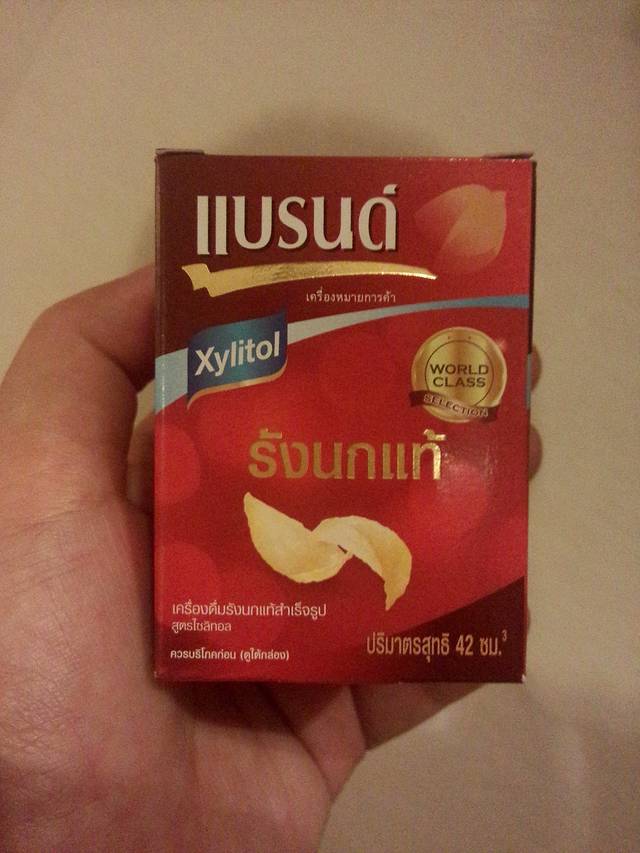 แบรนด์
เครื่องหมายการค้า
Xylitol
WORLD
CLASS
SELECTION
รังนกแท้
เครื่องดื่มรังนกแท้สำเร็จรูป
สูตรไซลิทอล
ควรบริโภคก่อน (ดูใต้กล่อง)
ปริมาตรสุทธิ 42 ซม.³